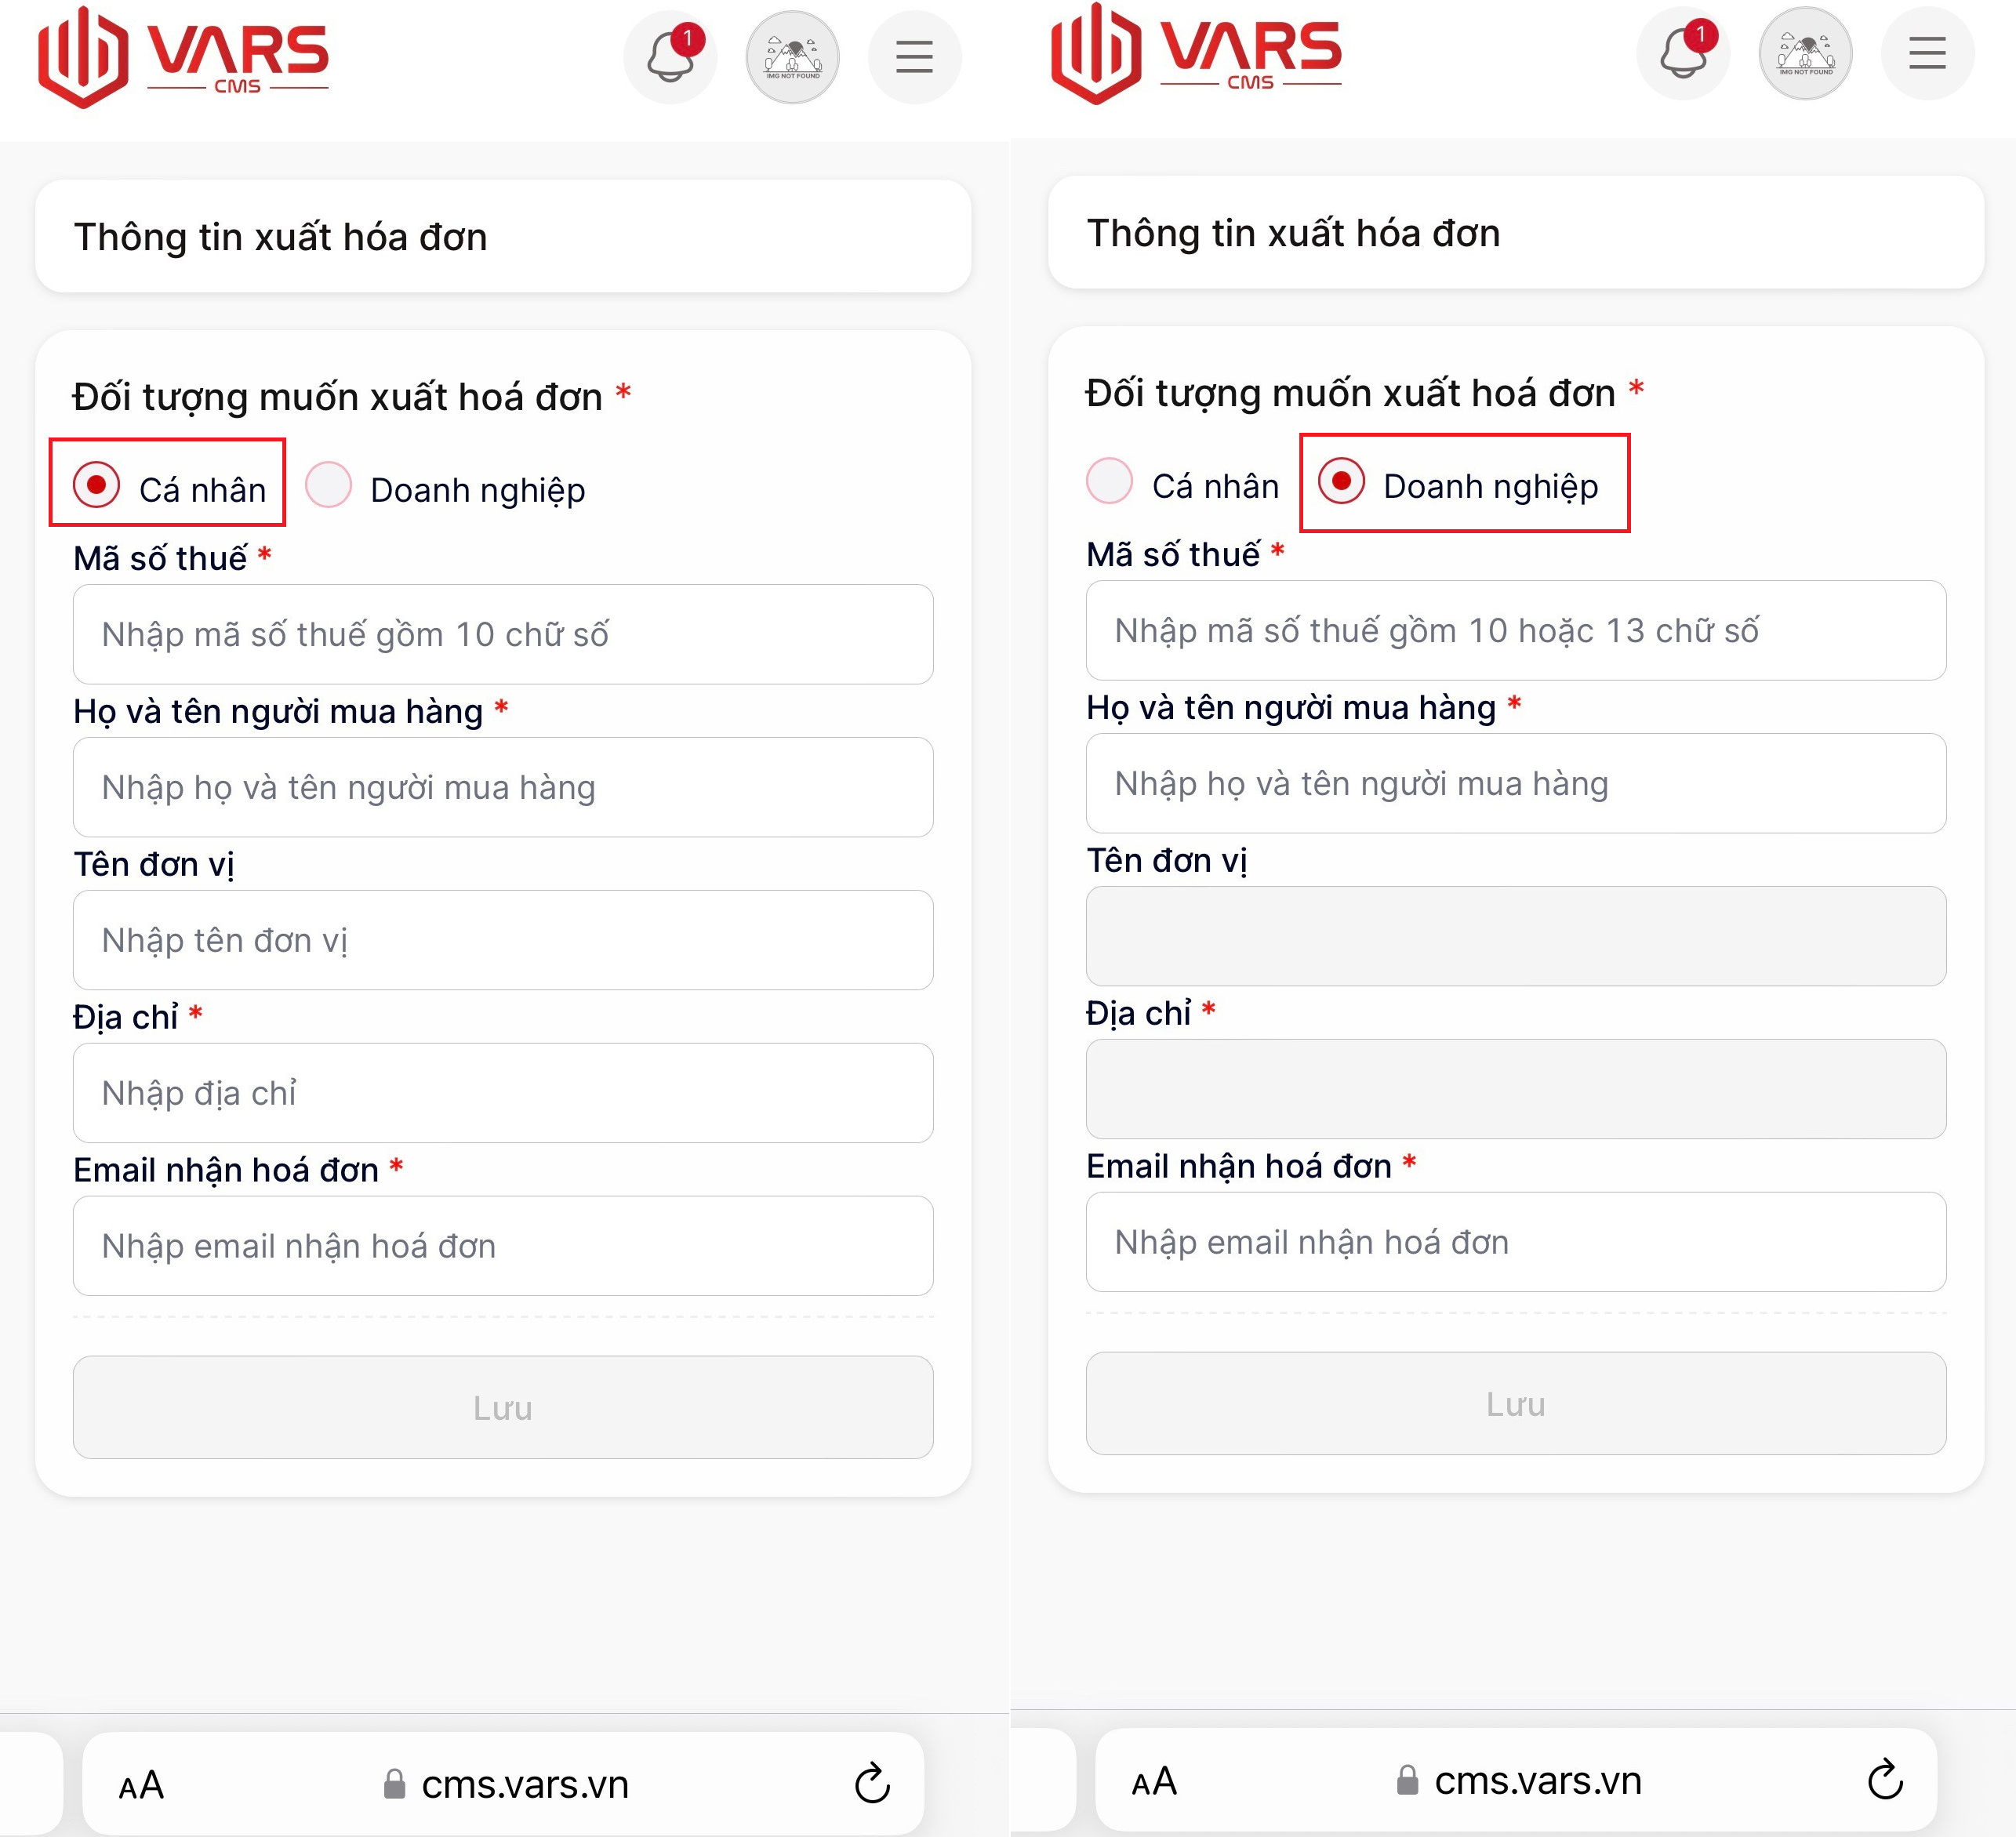 VARS
CMS
1
IMG NOT FOUND
Thông tin xuất hóa đơn
Đối tượng muốn xuất hoá đơn *
Cá nhân
Doanh nghiệp
Mã số thuế *
Nhập mã số thuế gồm 10 chữ số
Họ và tên người mua hàng *
Nhập họ và tên người mua hàng
Tên đơn vị
Nhập tên đơn vị
Địa chỉ *
Nhập địa chỉ
Email nhận hoá đơn *
Nhập email nhận hoá đơn
Lưu
AA
cms.vars.vn
VARS
CMS
1
IMG NOT FOUND
Thông tin xuất hóa đơn
Đối tượng muốn xuất hoá đơn *
Cá nhân
Doanh nghiệp
Mã số thuế *
Nhập mã số thuế gồm 10 hoặc 13 chữ số
Họ và tên người mua hàng *
Nhập họ và tên người mua hàng
Tên đơn vị
Địa chỉ *
Email nhận hoá đơn *
Nhập email nhận hoá đơn
Lưu
AA
cms.vars.vn